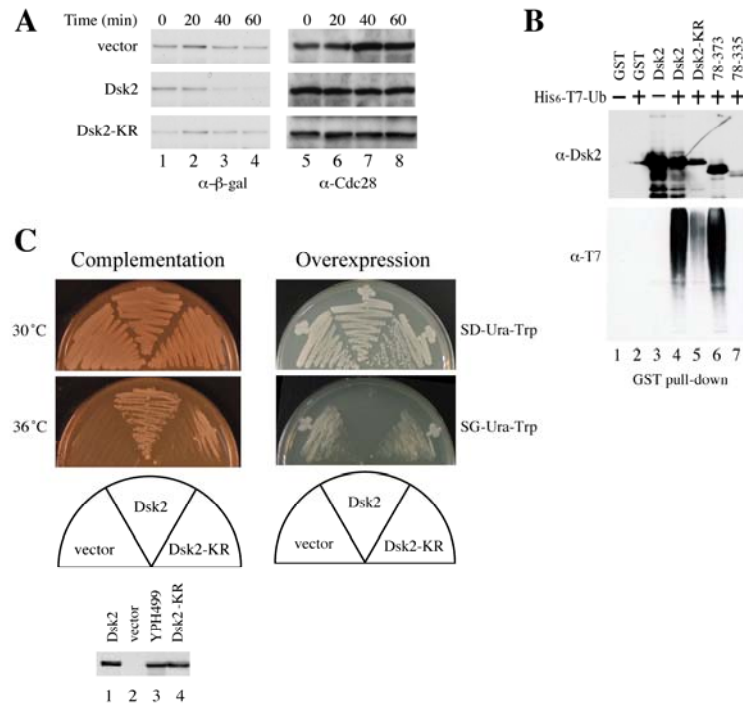 A
Time (min) 0 20 40 60 0 20 40 60
vector
Dsk2
Dsk2-KR
1 2 3 4 5 6 7 8
α-β-gal α-Cdc28
B
GST GST Dsk2 Dsk2 Dsk2-KR 78-373 78-335
His6-T7-Ub − + − + + + +
α-Dsk2
α-T7
1 2 3 4 5 6 7
GST pull-down
C
Complementation Overexpression
30˚C SD-Ura-Trp
36˚C SG-Ura-Trp
vector Dsk2 Dsk2-KR vector Dsk2 Dsk2-KR
Dsk2 vector YPH499 Dsk2-KR
1 2 3 4